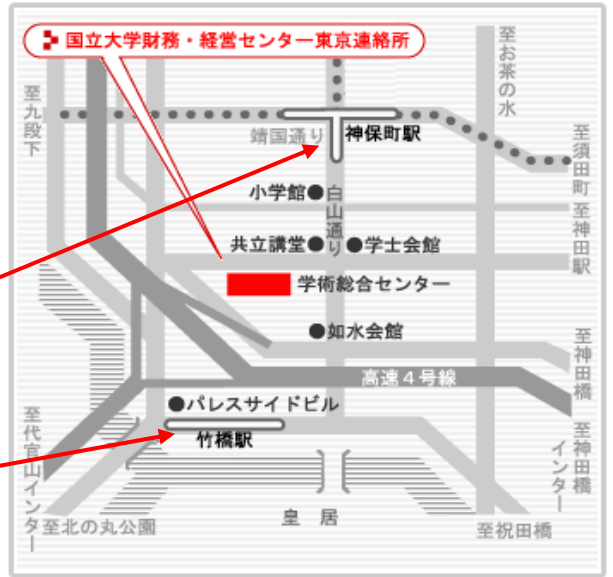 国立大学財務・経営センター東京連絡所
至お茶の水
至九段下
靖国通り
神保町駅
至須田町
小学館
白山通り
至神田駅
共立講堂
学士会館
学術総合センター
如水会館
至神田橋
高速4号線
パレスサイドビル
竹橋駅
至代官山インター
至神田橋インター
至北の丸公園
皇居
至祝田橋